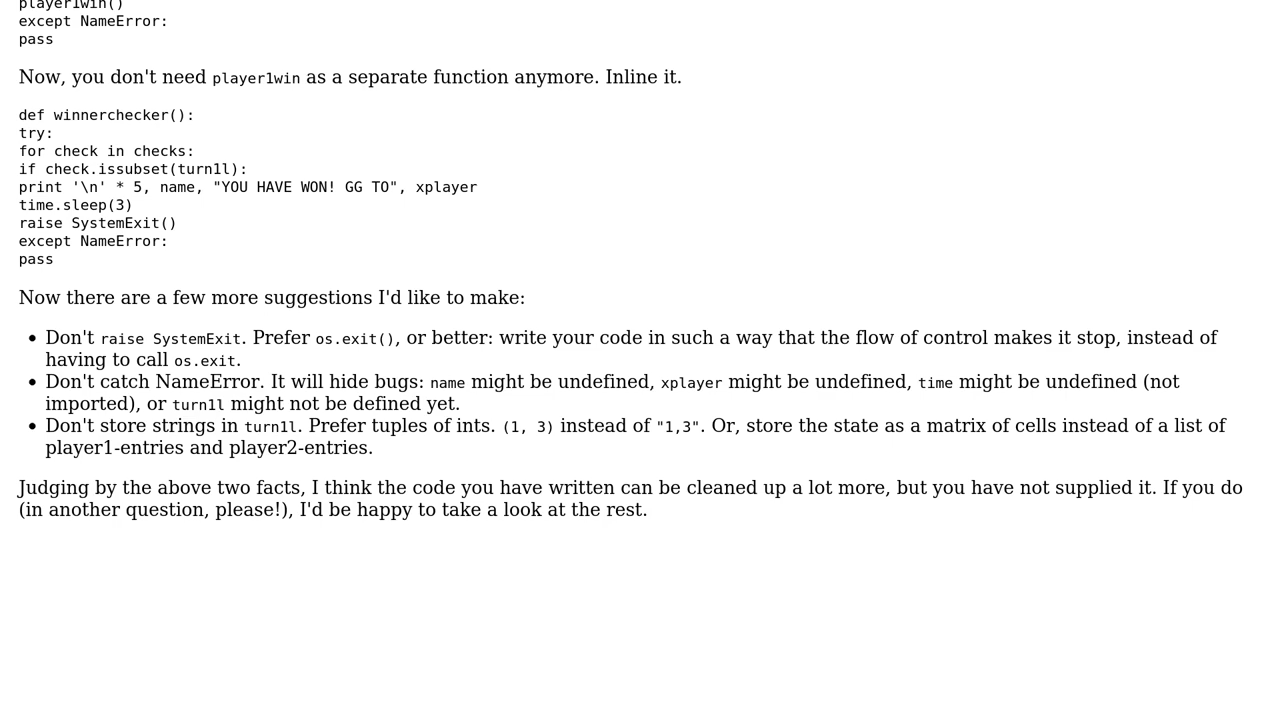 player1win()
except NameError:
pass
Now, you don't need player1win as a separate function anymore. Inline it.
def winnerchecker():
try:
for check in checks:
if check.issubset(turn1l):
print '\n' * 5, name, "YOU HAVE WON! GG TO", xplayer
time.sleep(3)
raise SystemExit()
except NameError:
pass
Now there are a few more suggestions I'd like to make:
• Don't raise SystemExit. Prefer os.exit(), or better: write your code in such a way that the flow of control makes it stop, instead of
having to call os.exit.
• Don't catch NameError. It will hide bugs: name might be undefined, xplayer might be undefined, time might be undefined (not
imported), or turn1l might not be defined yet.
• Don't store strings in turn1l. Prefer tuples of ints. (1, 3) instead of "1,3". Or, store the state as a matrix of cells instead of a list of
player1-entries and player2-entries.
Judging by the above two facts, I think the code you have written can be cleaned up a lot more, but you have not supplied it. If you do
(in another question, please!), I'd be happy to take a look at the rest.